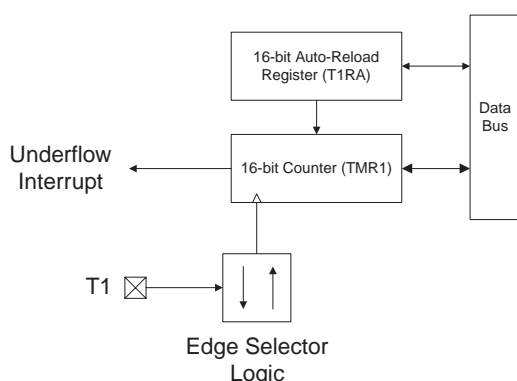 16-bit Auto-Reload
Register (T1RA)
Data
Bus
Underflow
Interrupt
16-bit Counter (TMR1)
T1
Edge Selector
Logic